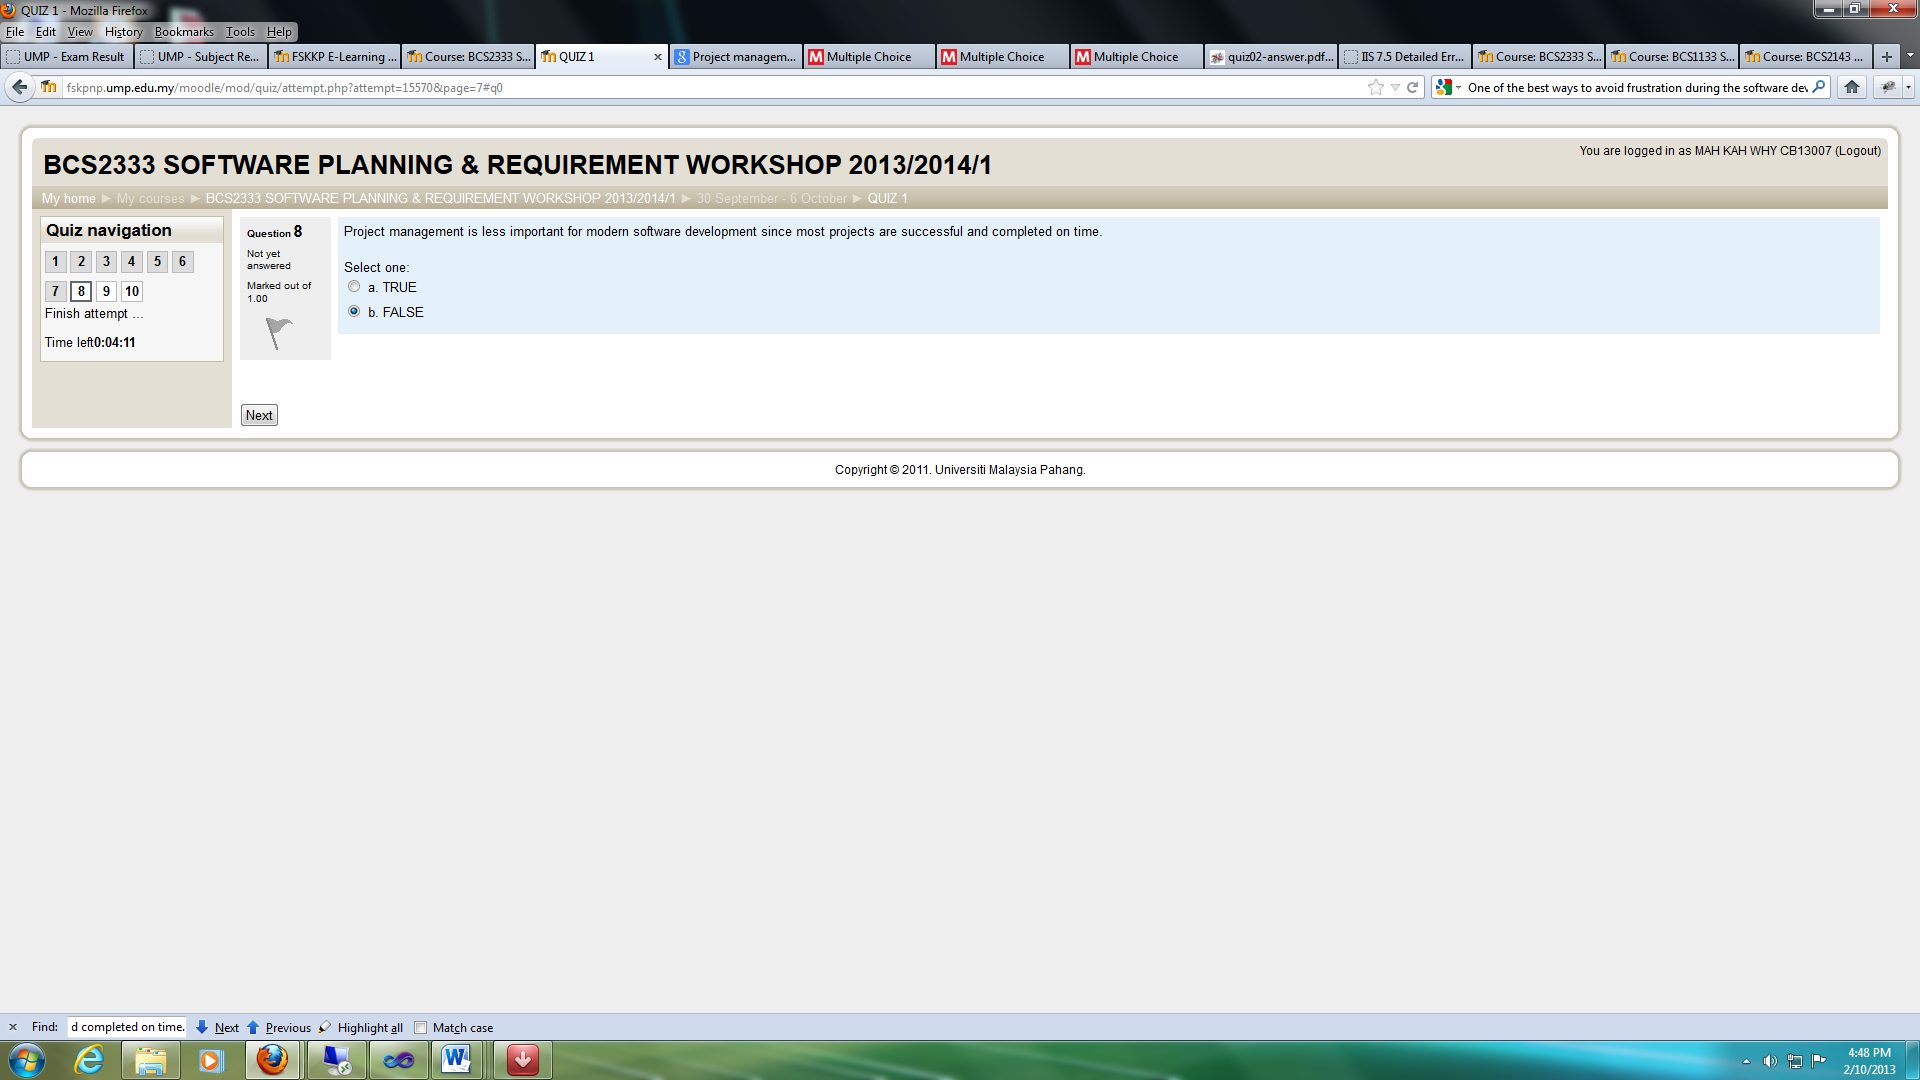 QUIZ 1 - Mozilla Firefox
File Edit View History Bookmarks Tools Help
UMP - Exam Result
UMP - Subject Re...
FSKKP E-Learning ...
Course: BCS2333 S...
QUIZ 1
Project managem...
Multiple Choice
Multiple Choice
Multiple Choice
quiz02-answer.pdf...
IIS 7.5 Detailed Err...
Course: BCS2333 S...
Course: BCS1133 S...
Course: BCS2143 ...
fskpnp.ump.edu.my/moodle/mod/quiz/attempt.php?attempt=15570&page=7#q0
One of the best ways to avoid frustration during the software dev
BCS2333 SOFTWARE PLANNING & REQUIREMENT WORKSHOP 2013/2014/1
You are logged in as MAH KAH WHY CB13007 (Logout)
My home ► My courses ► BCS2333 SOFTWARE PLANNING & REQUIREMENT WORKSHOP 2013/2014/1 ► 30 September - 6 October ► QUIZ 1
Quiz navigation
1 2 3 4 5 6
7 8 9 10
Finish attempt ...
Time left 0:04:11
Question 8
Not yet
answered
Marked out of
1.00
Project management is less important for modern software development since most projects are successful and completed on time.
Select one:
a. TRUE
b. FALSE
Next
Copyright © 2011. Universiti Malaysia Pahang.
Find: d completed on time. Next Previous Highlight all Match case
4:48 PM
2/10/2013